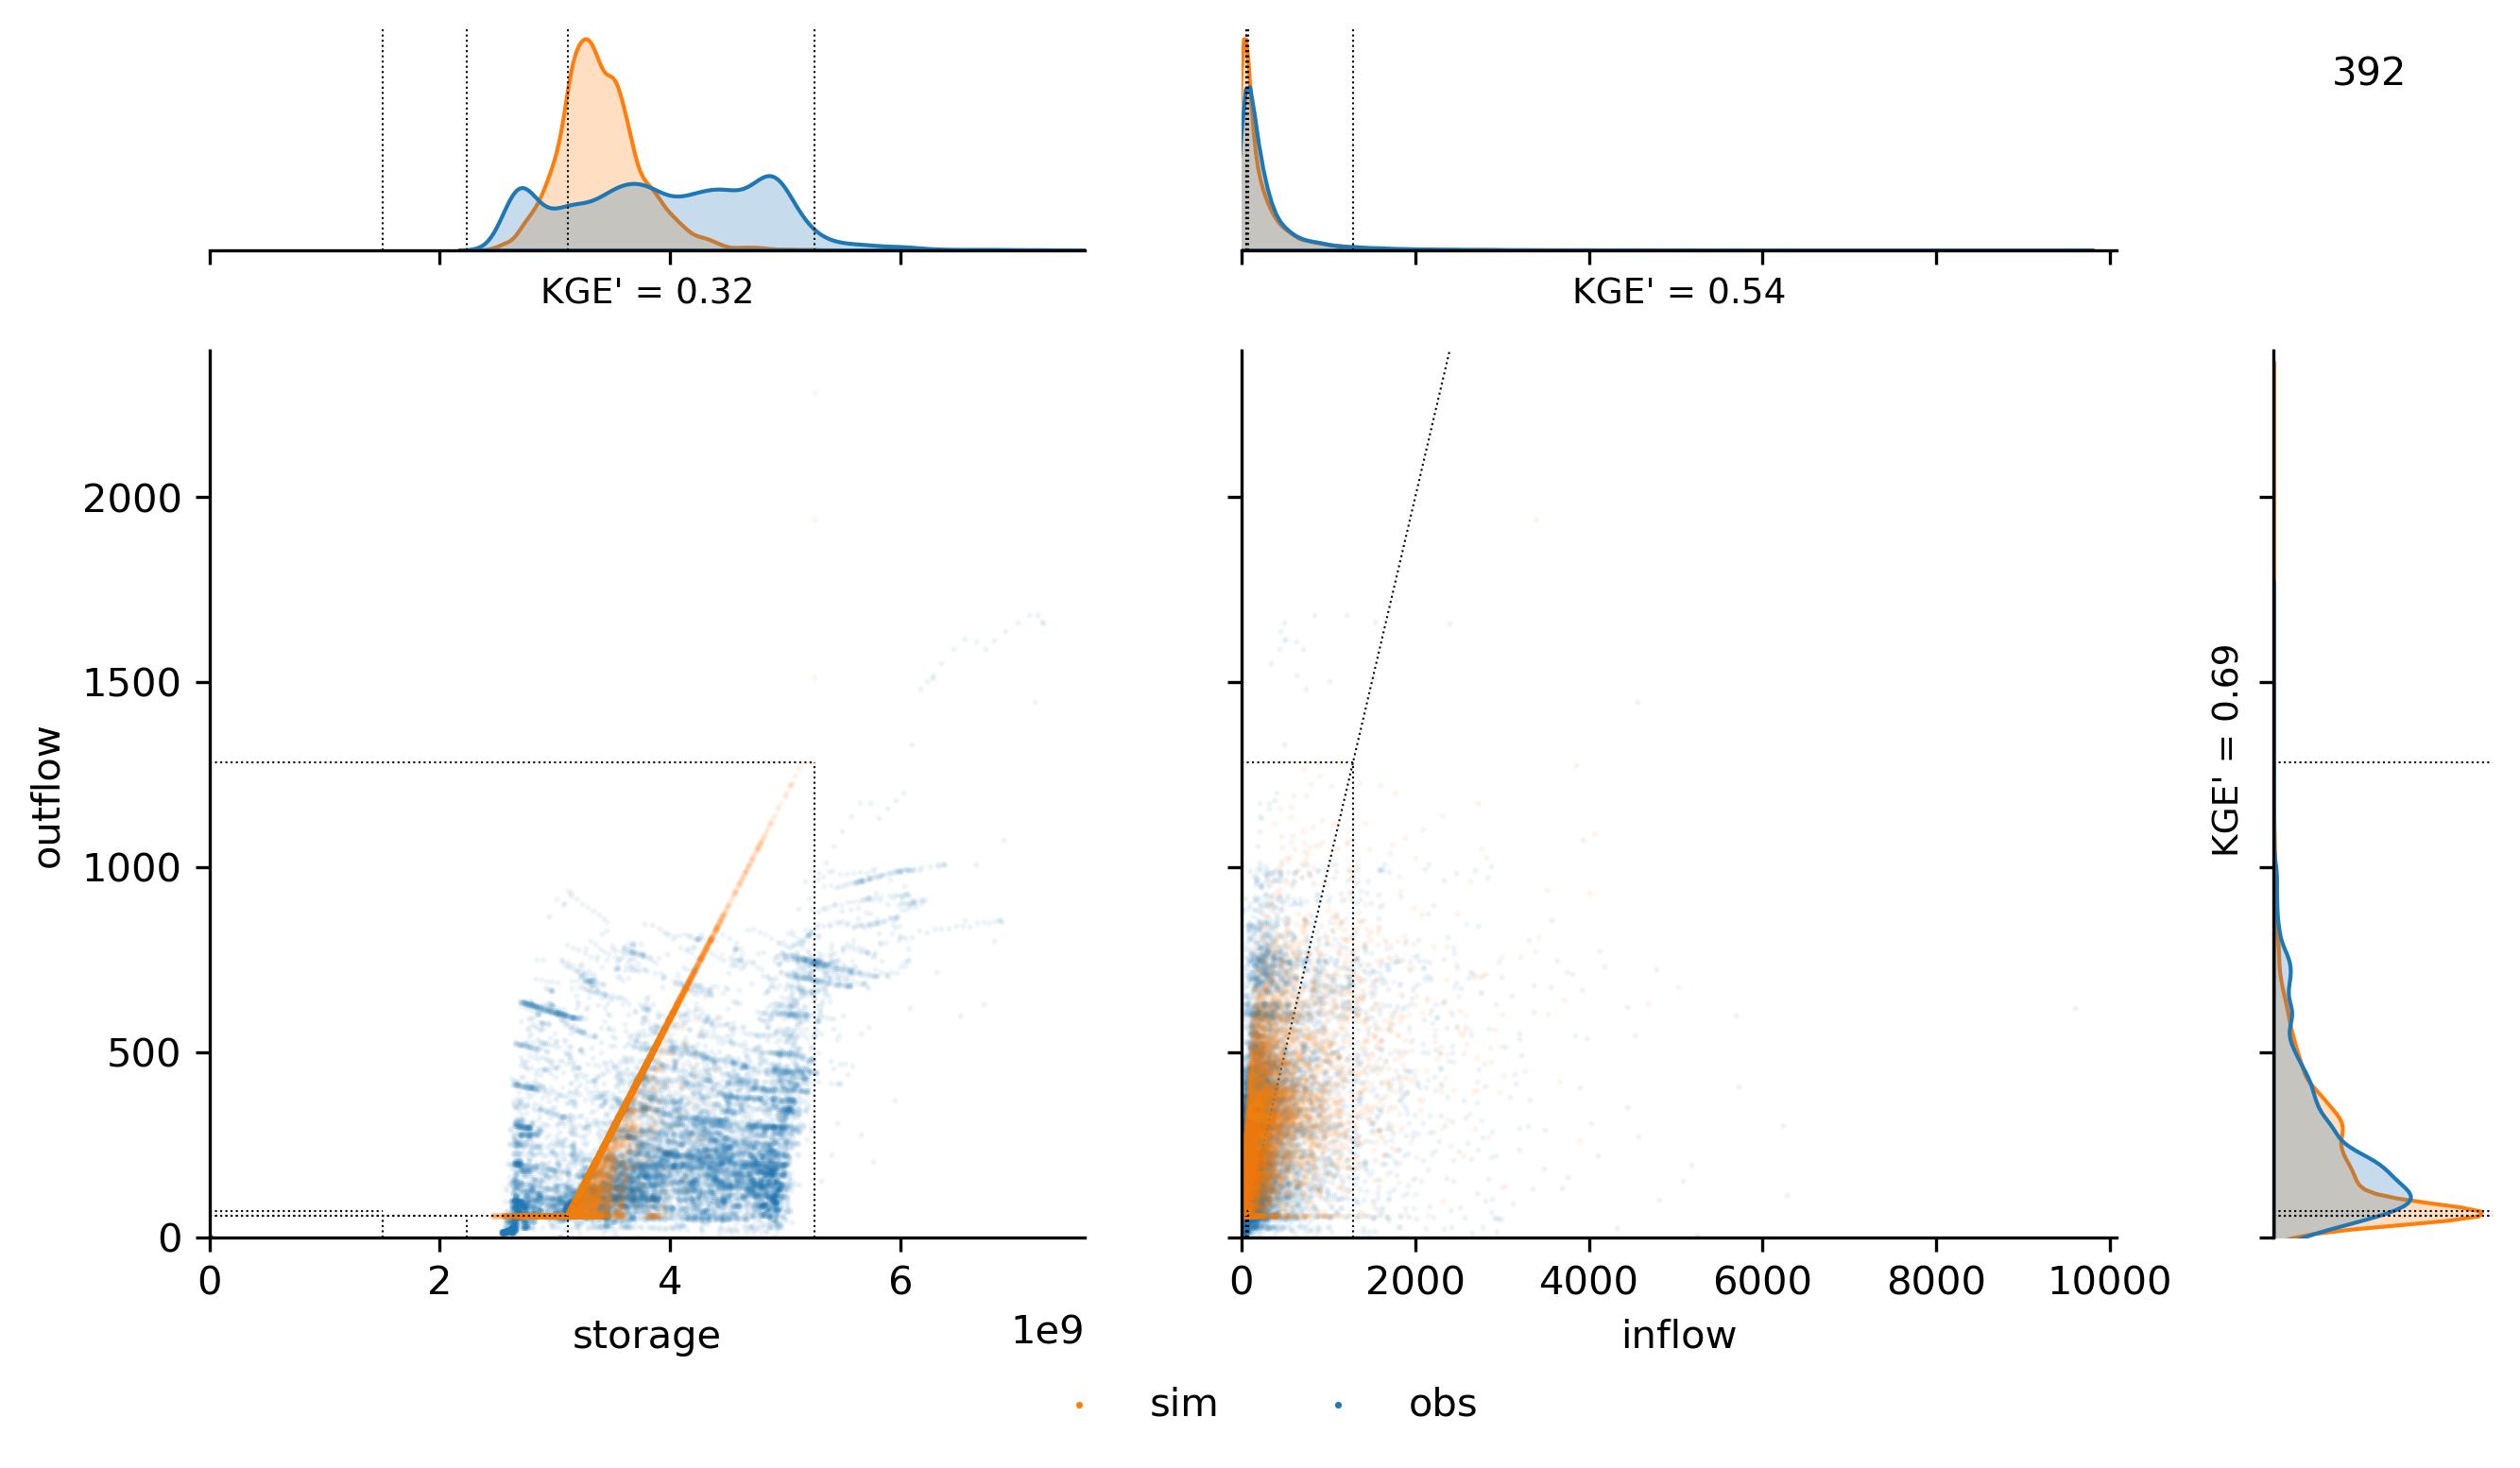 392
KGE' = 0.32
KGE' = 0.54
outflow
2000
1500
1000
500
0
KGE' = 0.69
0 2 4 6
1e9
storage
0 2000 4000 6000 8000 10000
inflow
sim obs